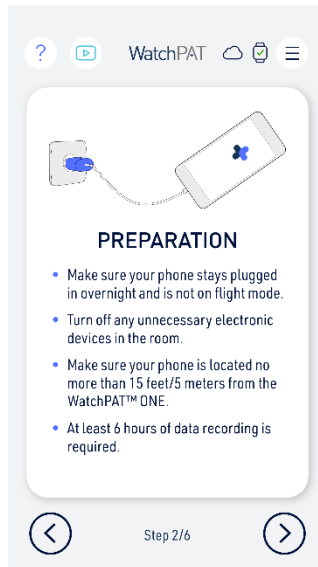 ?
WatchPAT
PREPARATION
• Make sure your phone stays plugged
in overnight and is not on flight mode.
• Turn off any unnecessary electronic
devices in the room.
• Make sure your phone is located no
more than 15 feet/5 meters from the
WatchPAT™ ONE.
• At least 6 hours of data recording is
required.
Step 2/6